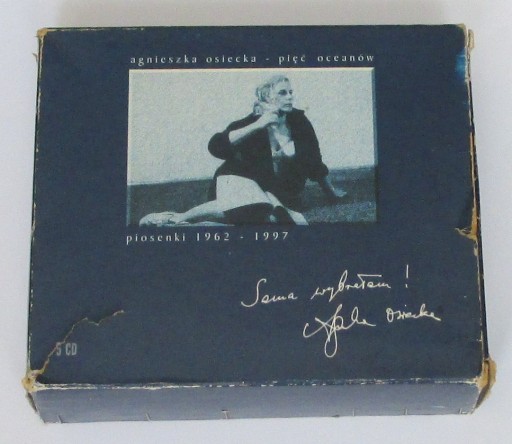 agnieszka osiecka - pięć oceanów
piosenki 1962 - 1997
Sama wybrałam!
Agnieszka Osiecka
5 CD